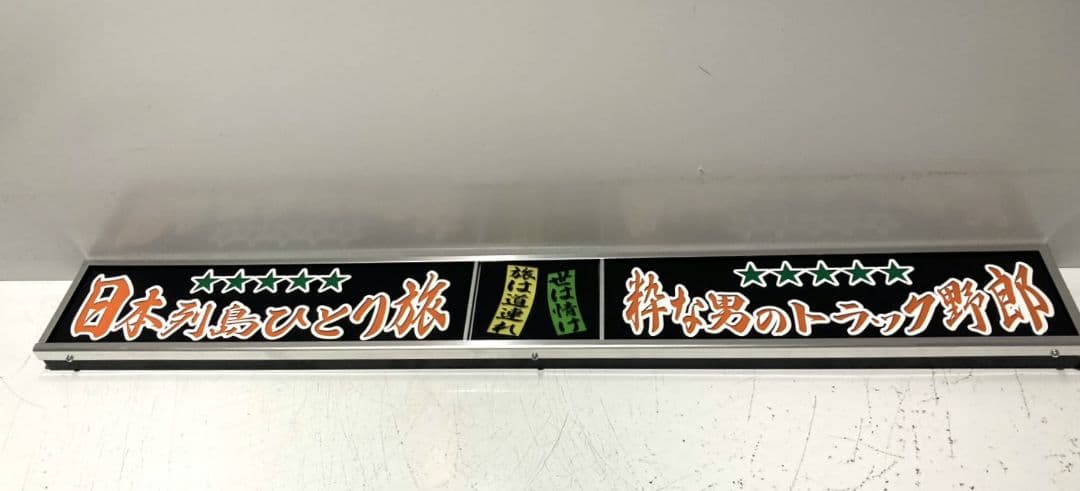 ★★★★★
日本列島ひとり旅
旅は道連れ
世は情け
★★★★★
粋な男のトラック野郎